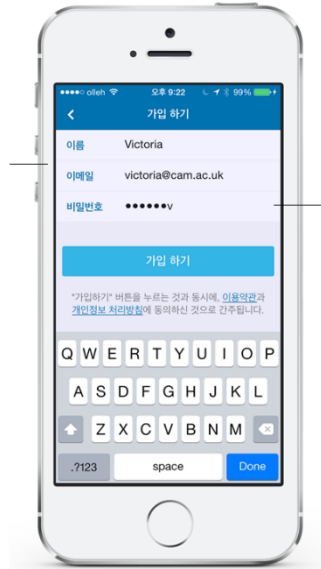 olleh 오후 9:22 99%
가입 하기
이름 Victoria
이메일 victoria@cam.ac.uk
비밀번호 ●●●●●●v
가입 하기
"가입하기" 버튼을 누르는 것과 동시에, 이용약관과
개인정보 처리방침에 동의하신 것으로 간주됩니다.
Q W E R T Y U I O P
A S D F G H J K L
Z X C V B N M
.?123 space Done